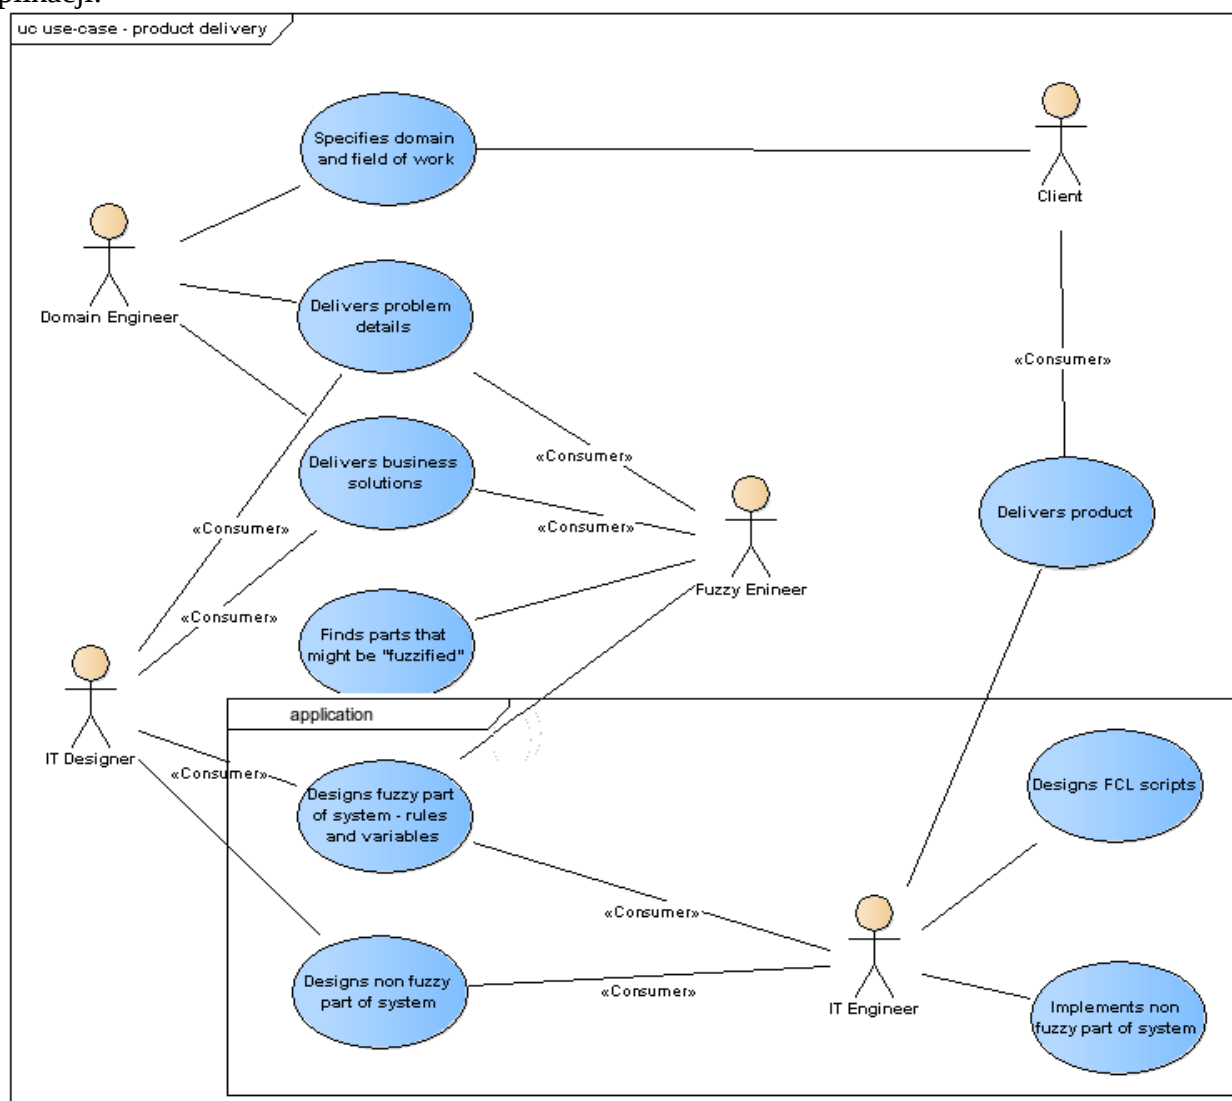 uc use-case - product delivery
Specifies domain
and field of work
Client
Domain Engineer
Delivers problem
details
«Consumer»
«Consumer»
Delivers business
solutions
Delivers product
«Consumer»
«Consumer»
Fuzzy Enineer
«Consumer»
Finds parts that
might be "fuzzified"
application
IT Designer
«Consumer»
Designs fuzzy part
of system - rules
and variables
Designs FCL scripts
«Consumer»
Designs non fuzzy
part of system
«Consumer»
IT Engineer
Implements non
fuzzy part of system